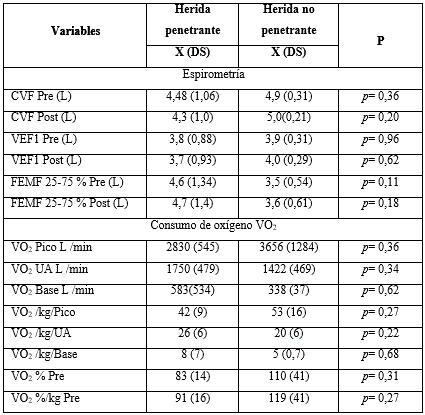 Variables Herida penetrante Herida no penetrante P
X (DS) X (DS)
Espirometría
CVF Pre (L) 4,48 (1,06) 4,9 (0,31) p= 0,36
CVF Post (L) 4,3 (1,0) 5,0(0,21) p= 0,20
VEF1 Pre (L) 3,8 (0,88) 3,9 (0,31) p= 0,96
VEF1 Post (L) 3,7 (0,93) 4,0 (0,29) p= 0,62
FEMF 25-75 % Pre (L) 4,6 (1,34) 3,5 (0,54) p= 0,11
FEMF 25-75 % Post (L) 4,7 (1,4) 3,6 (0,61) p= 0,18
Consumo de oxígeno VO₂
VO₂ Pico L /min 2830 (545) 3656 (1284) p= 0,36
VO₂ UA L /min 1750 (479) 1422 (469) p= 0,34
VO₂ Base L /min 583(534) 338 (37) p= 0,62
VO₂ /kg/Pico 42 (9) 53 (16) p= 0,27
VO₂ /kg/UA 26 (6) 20 (6) p= 0,22
VO₂ /kg/Base 8 (7) 5 (0,7) p= 0,68
VO₂ % Pre 83 (14) 110 (41) p= 0,31
VO₂ %/kg Pre 91 (16) 119 (41) p= 0,27